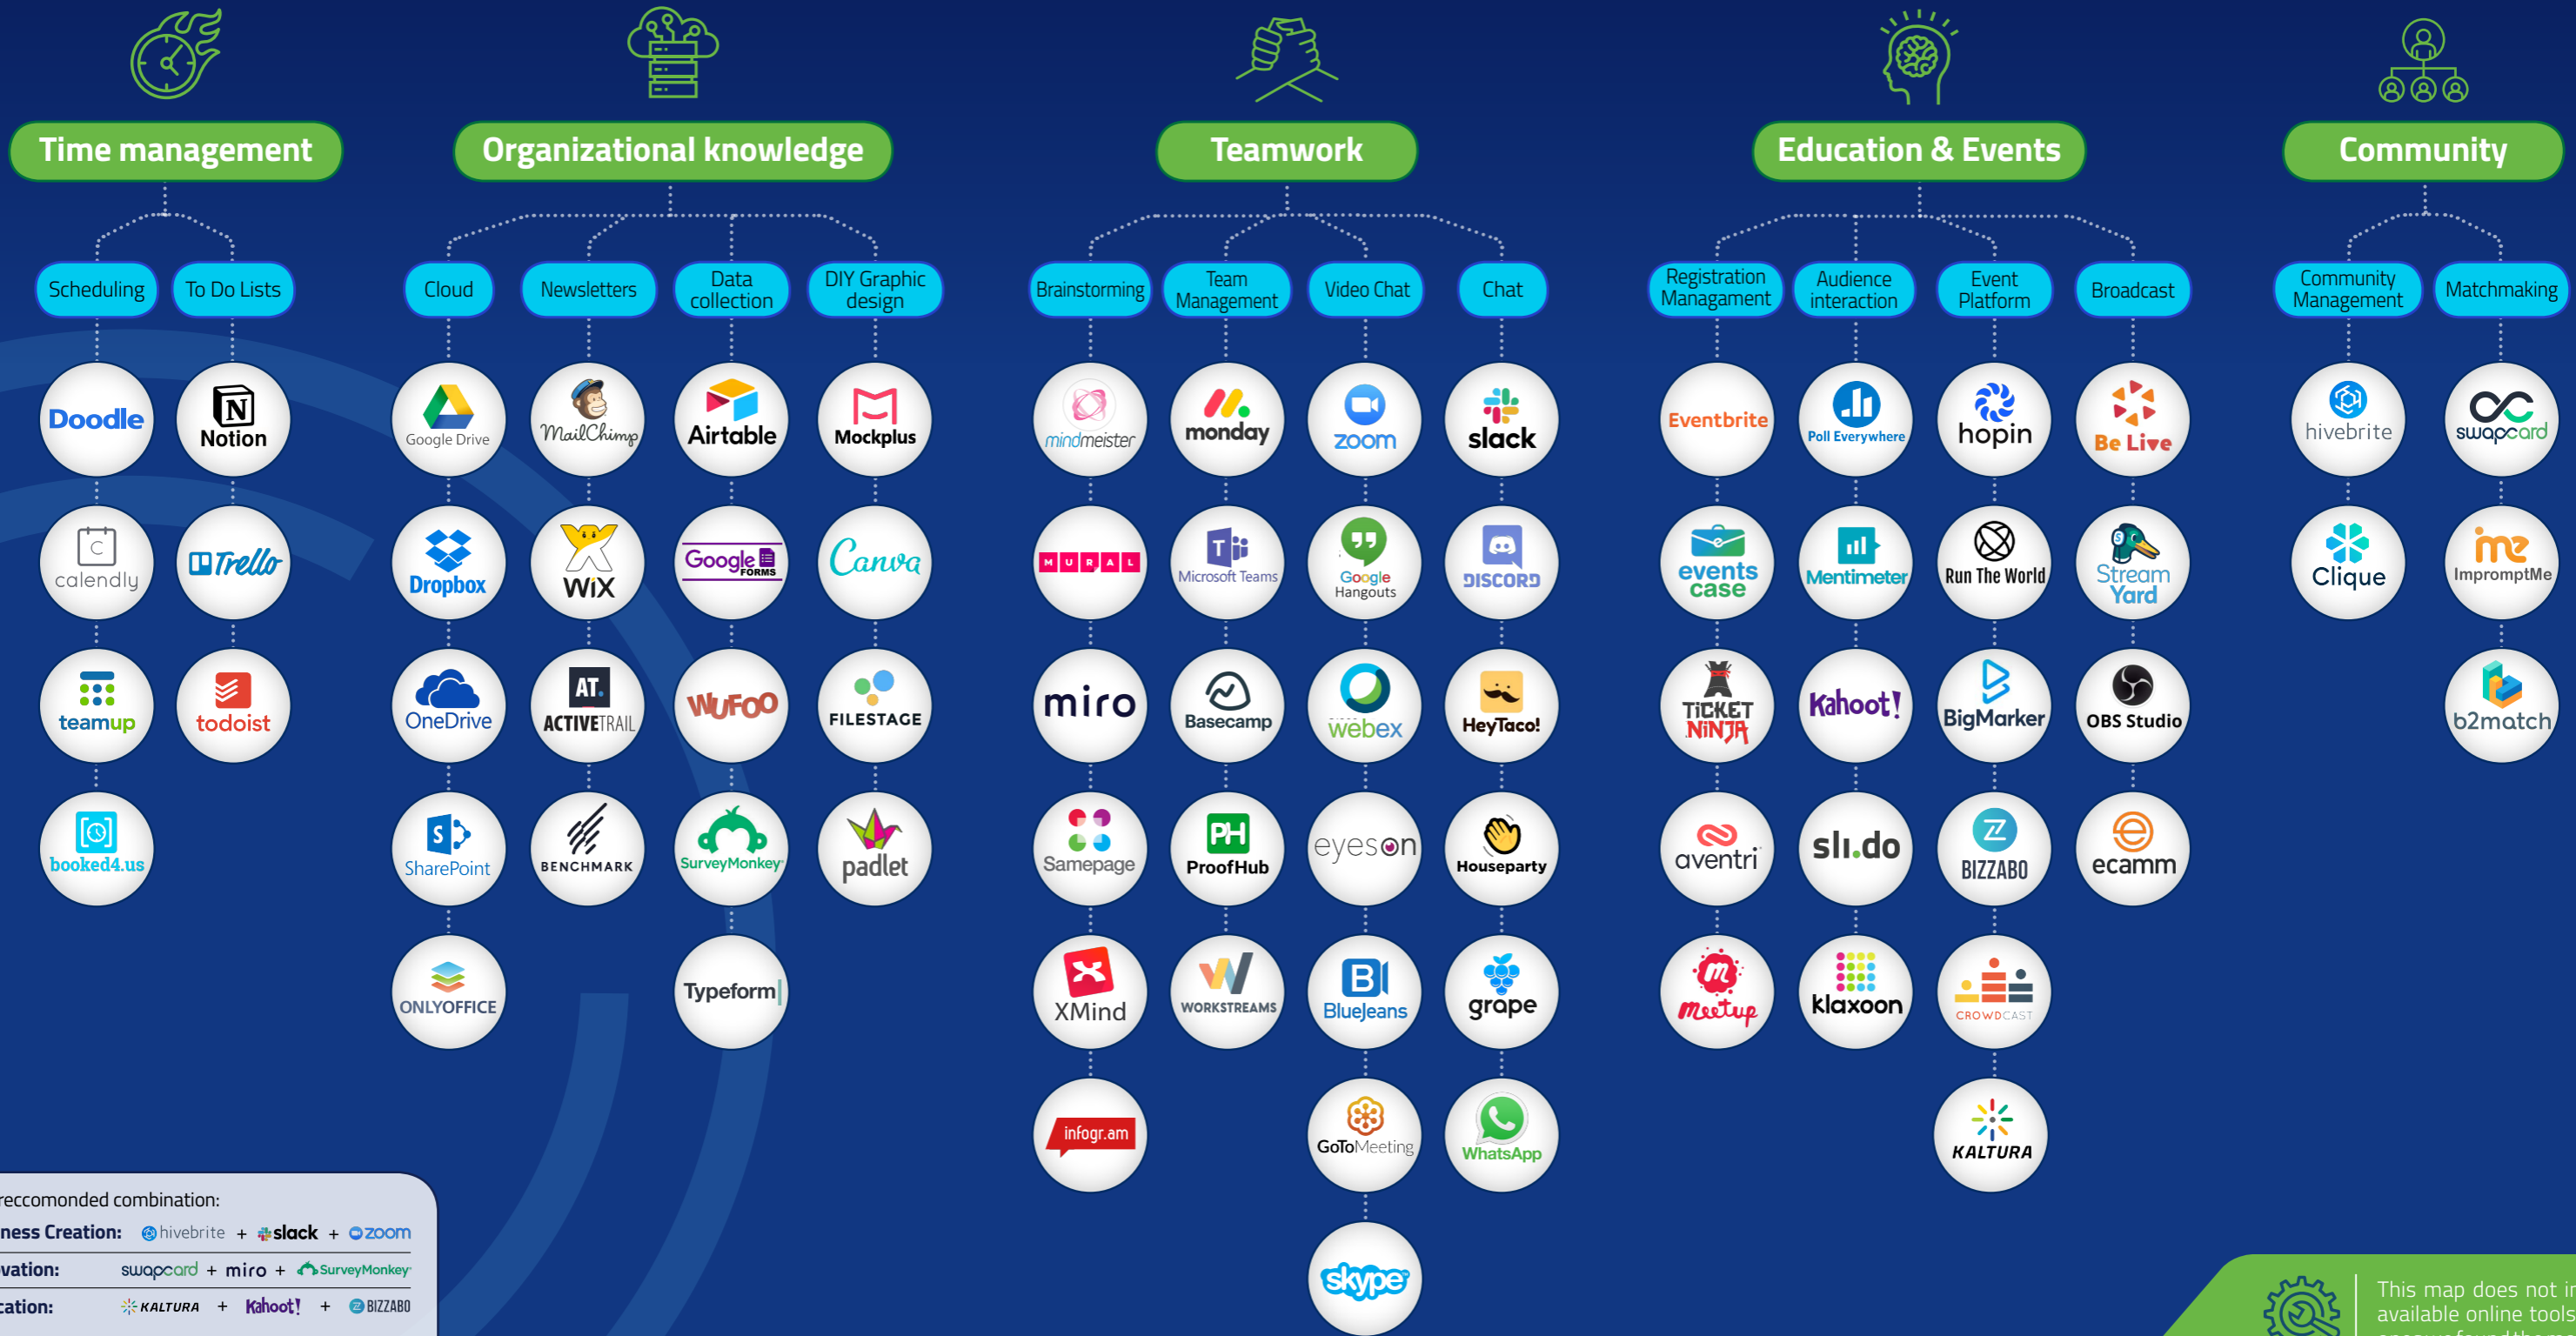 Time management
Organizational knowledge
Teamwork
Education & Events
Community
Scheduling
To Do Lists
Cloud
Newsletters
Data
collection
DIY Graphic
design
Brainstorming
Team
Management
Video Chat
Chat
Registration
Managament
Audience
interaction
Event
Platform
Broadcast
Community
Management
Matchmaking
Doodle
calendly
teamup
booked4.us
Notion
Trello
todoist
Google Drive
Dropbox
OneDrive
SharePoint
ONLYOFFICE
MailChimp
WiX
AT.
ACTIVETRAIL
BENCHMARK
Airtable
Google
FORMS
WUFOO
SurveyMonkey
Typeform
Mockplus
Canva
FILESTAGE
padlet
mindmeister
MURAL
miro
Samepage
XMind
infogr.am
monday
Microsoft Teams
Basecamp
PH
ProofHub
WORKSTREAMS
zoom
Google
Hangouts
webex
eyeson
BlueJeans
GoToMeeting
skype
slack
DISCORD
HeyTaco!
Houseparty
grape
WhatsApp
Eventbrite
events
case
TiCKET
NiNJA
aventri
meetup
Poll Everywhere
Mentimeter
Kahoot!
sli.do
klaxoon
hopin
Run The World
BigMarker
BIZZABO
CROWDCAST
KALTURA
Be Live
Stream
Yard
OBS Studio
ecamm
hivebrite
Clique
swapcard
ime
ImpromptMe
b2match
reccomonded combination:
ness Creation: hivebrite + slack + zoom
vation: swapcard + miro + SurveyMonkey
cation: KALTURA + Kahoot! + BIZZABO
This map does not in
available online tools